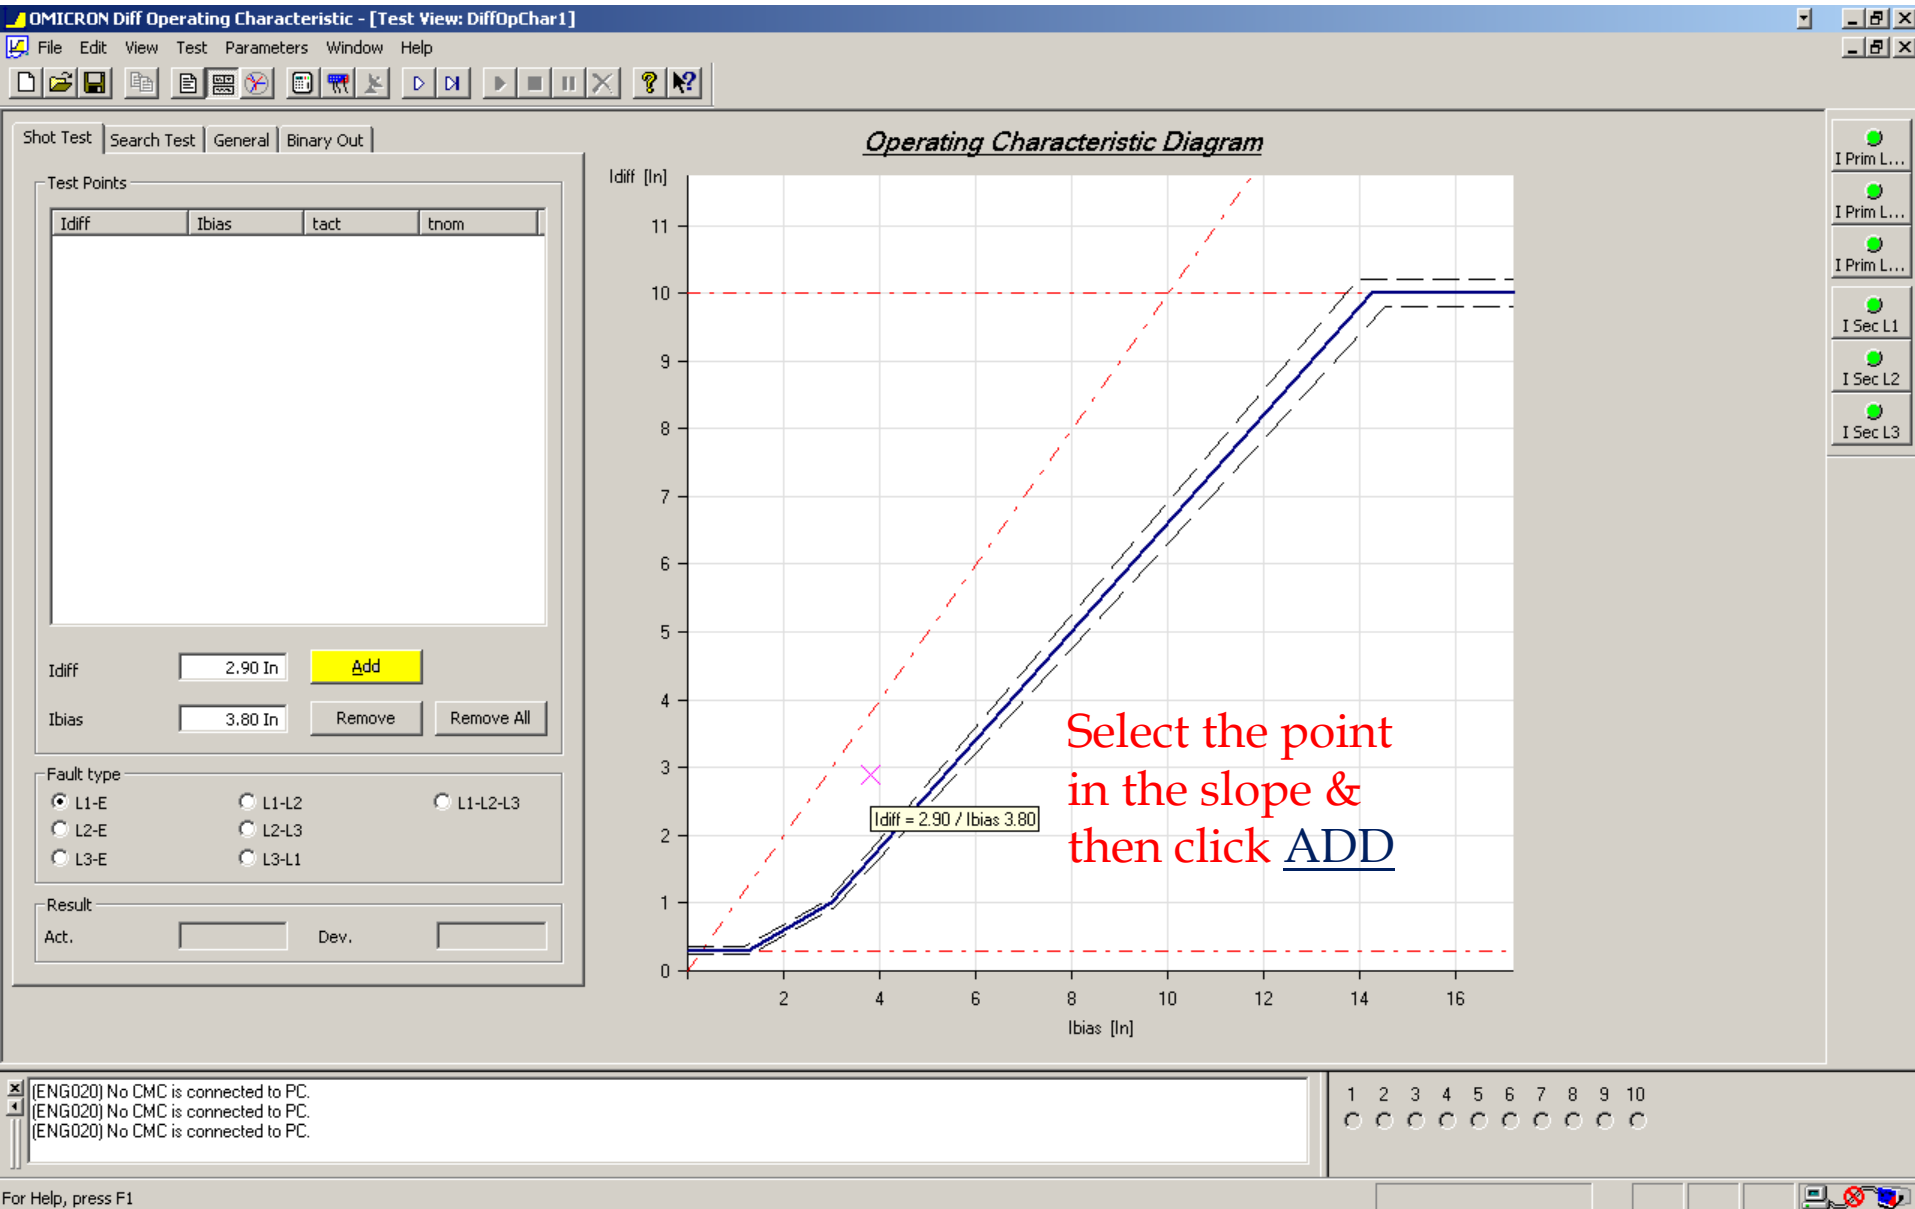 OMICRON Diff Operating Characteristic - [Test View: DiffOpChar1]
File Edit View Test Parameters Window Help
Shot Test Search Test General Binary Out
Test Points
Idiff Ibias tact tnom
Idiff 2.90 In Add
Ibias 3.80 In Remove Remove All
Fault type
L1-E L1-L2 L1-L2-L3
L2-E L2-L3
L3-E L3-L1
Result
Act. Dev.
Operating Characteristic Diagram
Idiff [In]
11
10
9
8
7
6
5
4
3
2
1
0
2 4 6 8 10 12 14 16
Ibias [In]
Idiff = 2.90 / Ibias 3.80
Select the point
in the slope &
then click ADD
I Prim L...
I Prim L...
I Prim L...
I Sec L1
I Sec L2
I Sec L3
(ENG020) No CMC is connected to PC.
(ENG020) No CMC is connected to PC.
(ENG020) No CMC is connected to PC.
1 2 3 4 5 6 7 8 9 10
For Help, press F1